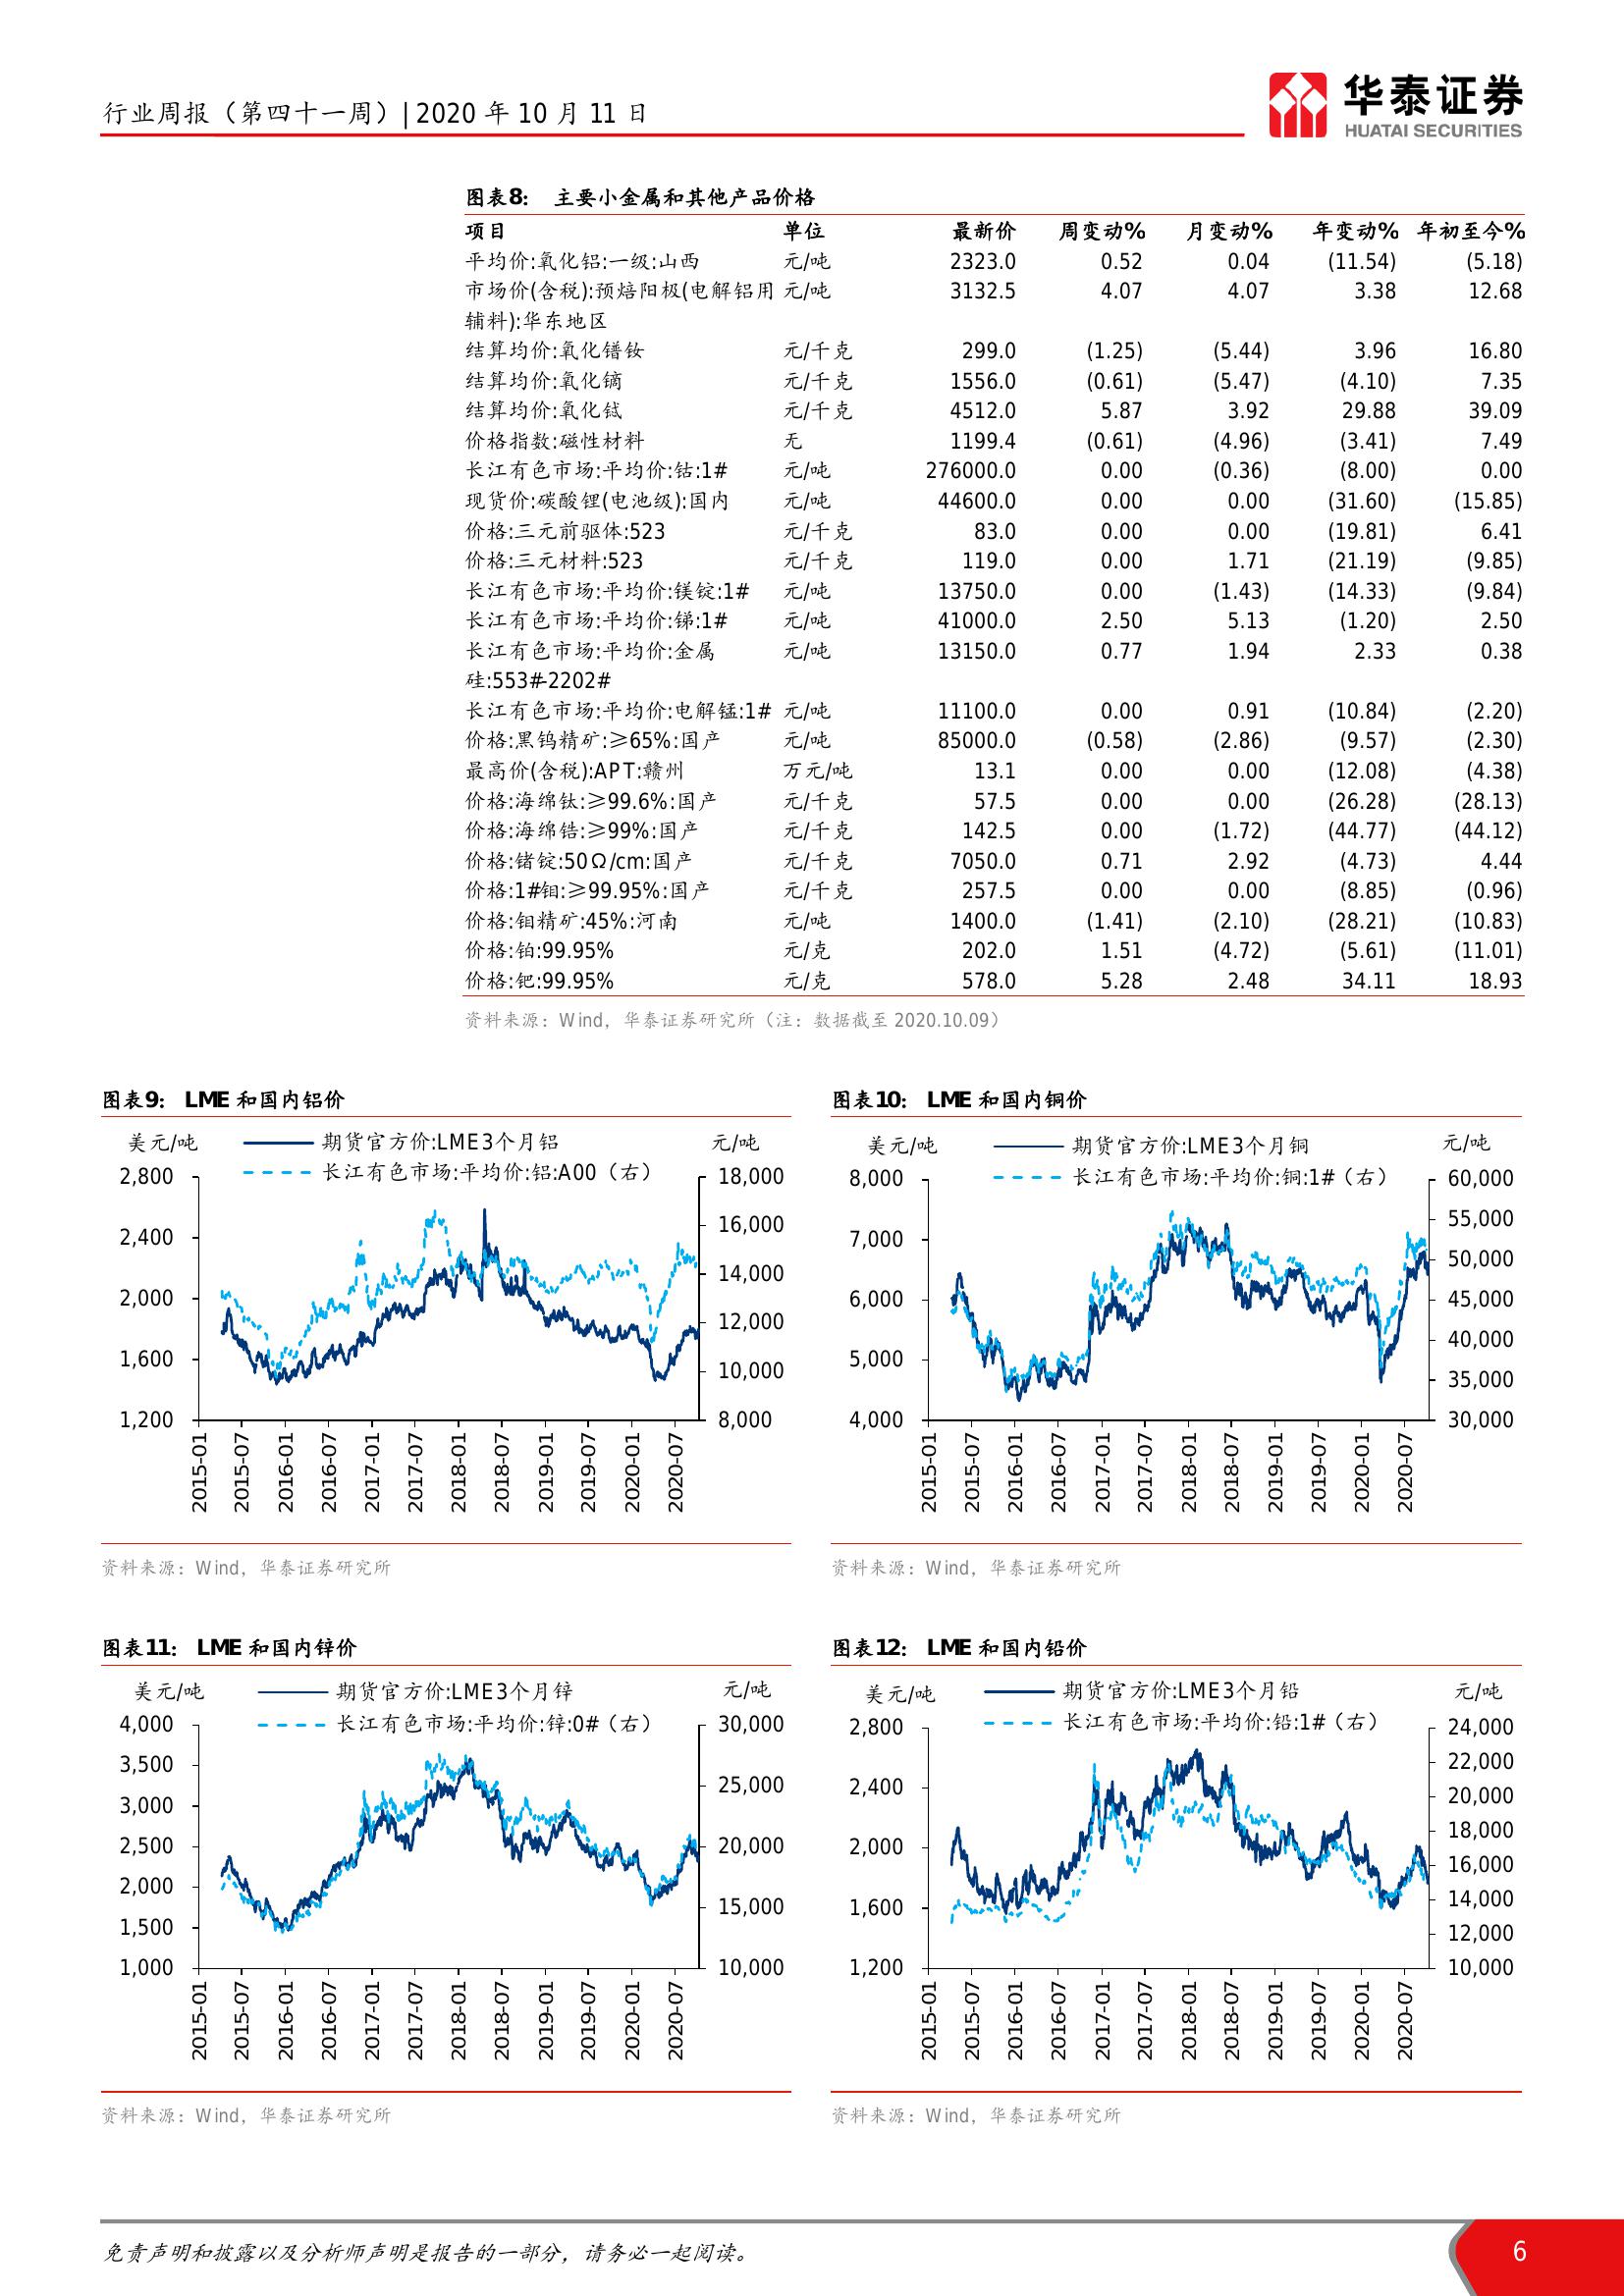 行业周报（第四十一周）| 2020 年 10 月 11 日
华泰证券
HUATAI SECURITIES
图表8： 主要小金属和其他产品价格
项目 单位 最新价 周变动% 月变动% 年变动% 年初至今%
平均价:氧化铝:一级:山西 元/吨 2323.0 0.52 0.04 (11.54) (5.18)
市场价(含税):预焙阳极(电解铝用 元/吨 3132.5 4.07 4.07 3.38 12.68
辅料):华东地区
结算均价:氧化镨钕 元/千克 299.0 (1.25) (5.44) 3.96 16.80
结算均价:氧化镝 元/千克 1556.0 (0.61) (5.47) (4.10) 7.35
结算均价:氧化铽 元/千克 4512.0 5.87 3.92 29.88 39.09
价格指数:磁性材料 无 1199.4 (0.61) (4.96) (3.41) 7.49
长江有色市场:平均价:钴:1# 元/吨 276000.0 0.00 (0.36) (8.00) 0.00
现货价:碳酸锂(电池级):国内 元/吨 44600.0 0.00 0.00 (31.60) (15.85)
价格:三元前驱体:523 元/千克 83.0 0.00 0.00 (19.81) 6.41
价格:三元材料:523 元/千克 119.0 0.00 1.71 (21.19) (9.85)
长江有色市场:平均价:镁锭:1# 元/吨 13750.0 0.00 (1.43) (14.33) (9.84)
长江有色市场:平均价:锑:1# 元/吨 41000.0 2.50 5.13 (1.20) 2.50
长江有色市场:平均价:金属 元/吨 13150.0 0.77 1.94 2.33 0.38
硅:553#-2202#
长江有色市场:平均价:电解锰:1# 元/吨 11100.0 0.00 0.91 (10.84) (2.20)
价格:黑钨精矿:≥65%:国产 元/吨 85000.0 (0.58) (2.86) (9.57) (2.30)
最高价(含税):APT:赣州 万元/吨 13.1 0.00 0.00 (12.08) (4.38)
价格:海绵钛:≥99.6%:国产 元/千克 57.5 0.00 0.00 (26.28) (28.13)
价格:海绵锆:≥99%:国产 元/千克 142.5 0.00 (1.72) (44.77) (44.12)
价格:锗锭:50Ω/cm:国产 元/千克 7050.0 0.71 2.92 (4.73) 4.44
价格:1#钼:≥99.95%:国产 元/千克 257.5 0.00 0.00 (8.85) (0.96)
价格:钼精矿:45%:河南 元/吨 1400.0 (1.41) (2.10) (28.21) (10.83)
价格:铂:99.95% 元/克 202.0 1.51 (4.72) (5.61) (11.01)
价格:钯:99.95% 元/克 578.0 5.28 2.48 34.11 18.93
资料来源：Wind，华泰证券研究所（注：数据截至 2020.10.09）
图表9： LME 和国内铝价
美元/吨 期货官方价:LME3个月铝 元/吨
长江有色市场:平均价:铝:A00（右）
2,800 18,000
16,000
2,400
14,000
2,000
12,000
1,600
10,000
1,200 8,000
2015-01 2015-07 2016-01 2016-07 2017-01 2017-07 2018-01 2018-07 2019-01 2019-07 2020-01 2020-07
资料来源：Wind，华泰证券研究所
图表10： LME 和国内铜价
美元/吨 期货官方价:LME3个月铜 元/吨
长江有色市场:平均价:铜:1#（右）
8,000 60,000
55,000
7,000
50,000
6,000 45,000
40,000
5,000
35,000
4,000 30,000
2015-01 2015-07 2016-01 2016-07 2017-01 2017-07 2018-01 2018-07 2019-01 2019-07 2020-01 2020-07
资料来源：Wind，华泰证券研究所
图表11： LME 和国内锌价
美元/吨 期货官方价:LME3个月锌 元/吨
长江有色市场:平均价:锌:0#（右）
4,000 30,000
3,500
25,000
3,000
2,500 20,000
2,000
15,000
1,500
1,000 10,000
2015-01 2015-07 2016-01 2016-07 2017-01 2017-07 2018-01 2018-07 2019-01 2019-07 2020-01 2020-07
资料来源：Wind，华泰证券研究所
图表12： LME 和国内铅价
美元/吨 期货官方价:LME3个月铅 元/吨
长江有色市场:平均价:铅:1#（右）
2,800 24,000
22,000
2,400
20,000
18,000
2,000
16,000
1,600 14,000
12,000
1,200 10,000
2015-01 2015-07 2016-01 2016-07 2017-01 2017-07 2018-01 2018-07 2019-01 2019-07 2020-01 2020-07
资料来源：Wind，华泰证券研究所
免责声明和披露以及分析师声明是报告的一部分，请务必一起阅读。 6